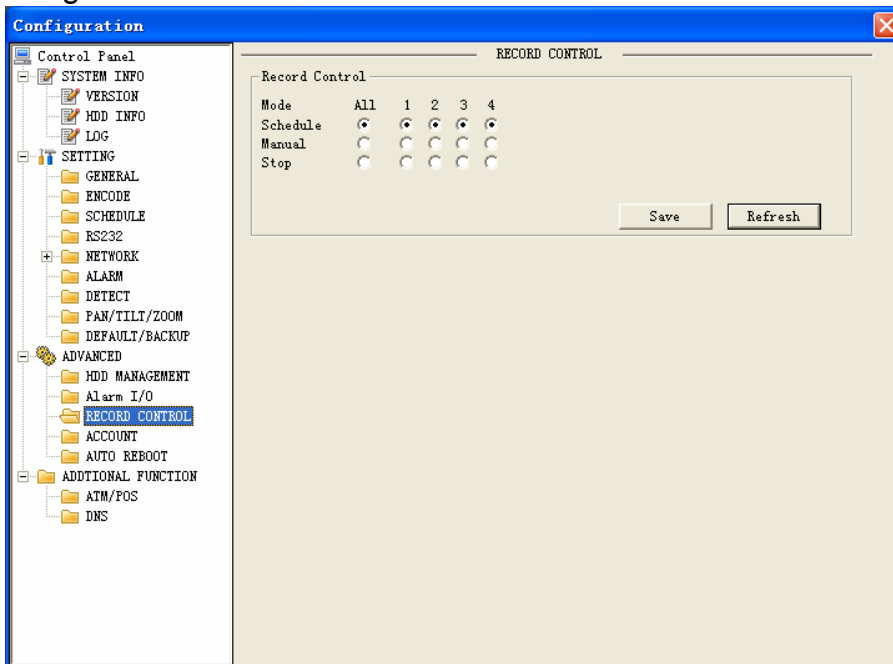 Configuration
Control Panel
SYSTEM INFO
VERSION
HDD INFO
LOG
SETTING
GENERAL
ENCODE
SCHEDULE
RS232
NETWORK
ALARM
DETECT
PAN/TILT/ZOOM
DEFAULT/BACKUP
ADVANCED
HDD MANAGEMENT
Alarm I/O
RECORD CONTROL
ACCOUNT
AUTO REBOOT
ADDTIONAL FUNCTION
ATM/POS
DNS
RECORD CONTROL
Record Control
Mode All 1 2 3 4
Schedule
Manual
Stop
Save Refresh